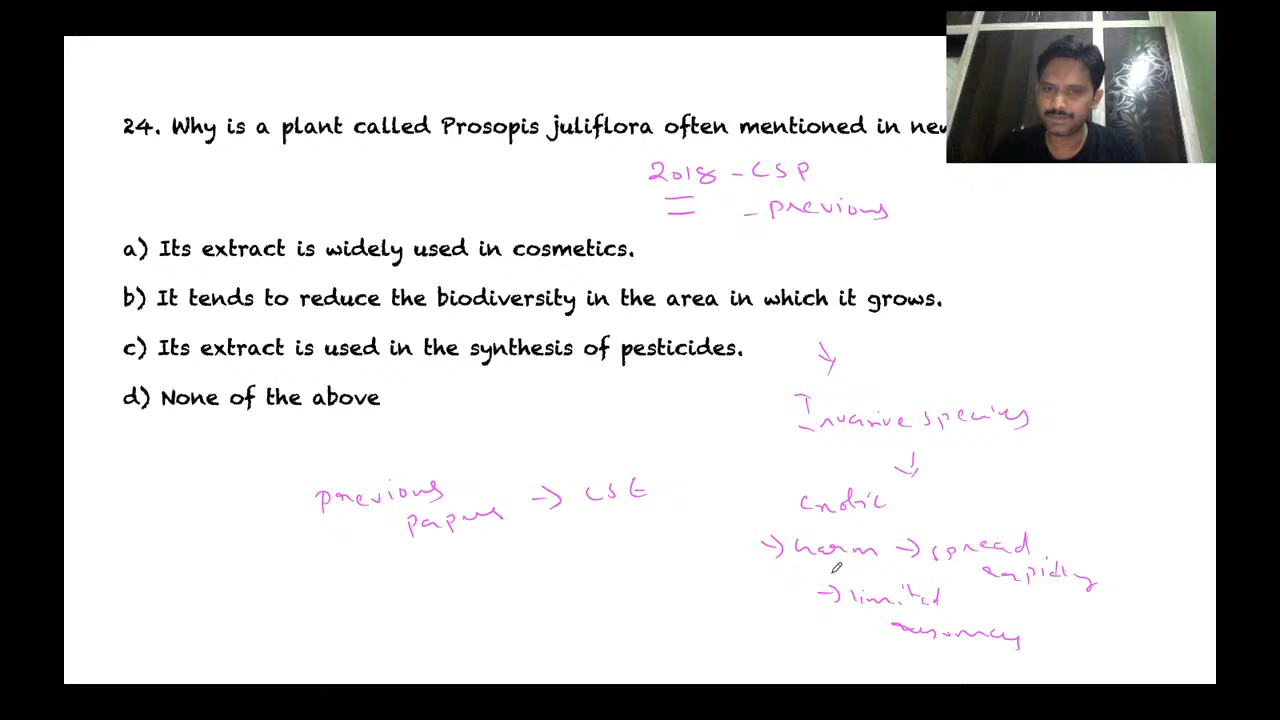 24. Why is a plant called Prosopis juliflora often mentioned in new
2018 - CSP
- previous
a) Its extract is widely used in cosmetics.
b) It tends to reduce the biodiversity in the area in which it grows.
c) Its extract is used in the synthesis of pesticides.
d) None of the above
Invasive species
previous → CSE
papers
exotic
→ harm → spread
rapidly
→ limited